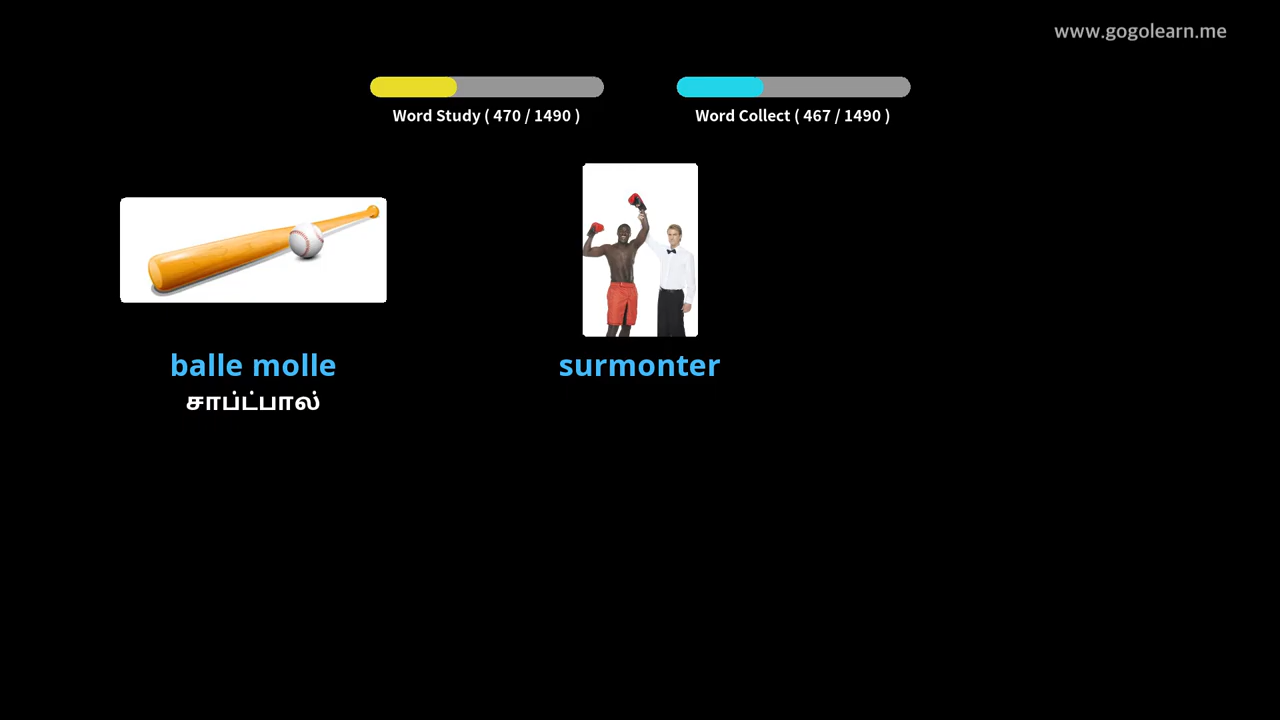 www.gogolearn.me
Word Study ( 470 / 1490 )
Word Collect ( 467 / 1490 )
balle molle
சாப்ட்பால்
surmonter